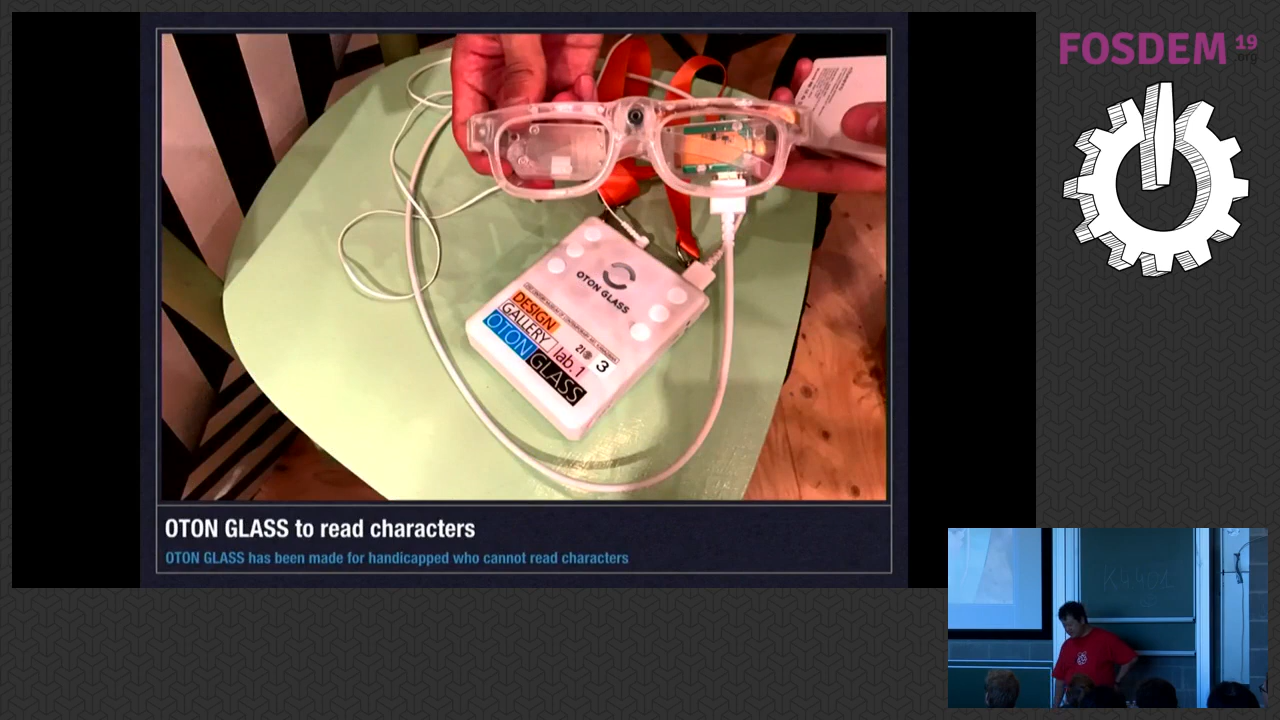 FOSDEM 19
.org
OTON GLASS
DESIGN
GALLERY
lab.1
OTON GLASS
3
OTON GLASS to read characters
OTON GLASS has been made for handicapped who cannot read characters
K4401